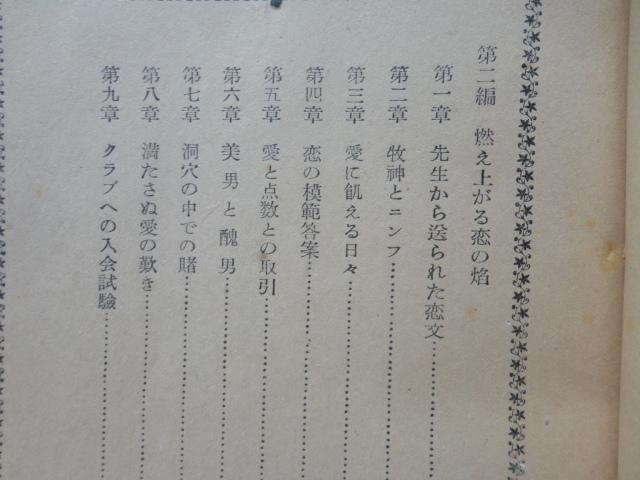 第二編 燃え上がる恋の焰
第一章 先生から送られた恋文…………
第二章 牧神とニンフ…………
第三章 愛に飢える日々…………
第四章 恋の模範答案…………
第五章 愛と点数との取引…………
第六章 美男と醜男…………
第七章 洞穴の中での賭…………
第八章 満たさぬ愛の歎き…………
第九章 クラブへの入会試験…………